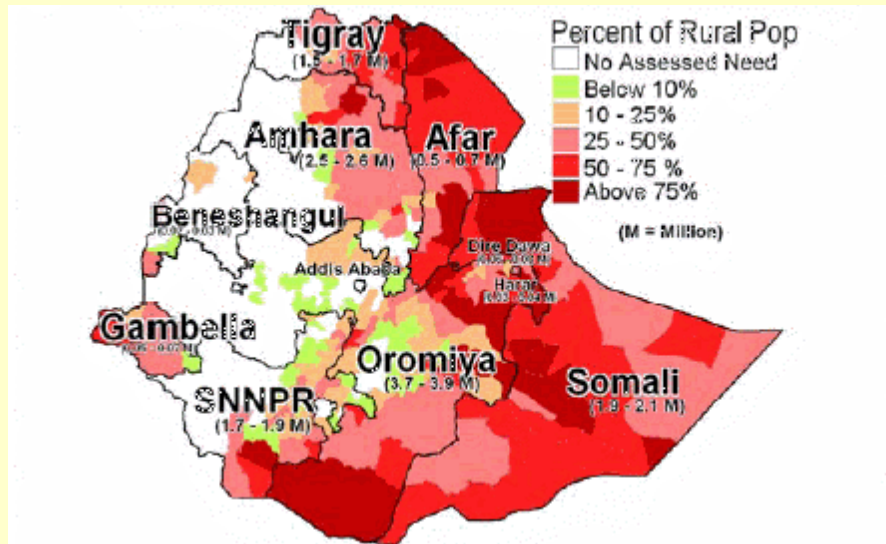 Tigray
(1.5 - 1.7 M)
Amhara
(2.5 - 2.6 M)
Afar
(0.5 - 0.7 M)
Beneshangul
Addis Ababa
Dire Dawa
Harar
Gambella
Oromiya
(3.7 - 3.9 M)
SNNPR
(1.7 - 1.9 M)
Somali
(1.9 - 2.1 M)
Percent of Rural Pop
No Assessed Need
Below 10%
10 - 25%
25 - 50%
50 - 75 %
Above 75%
(M = Million)